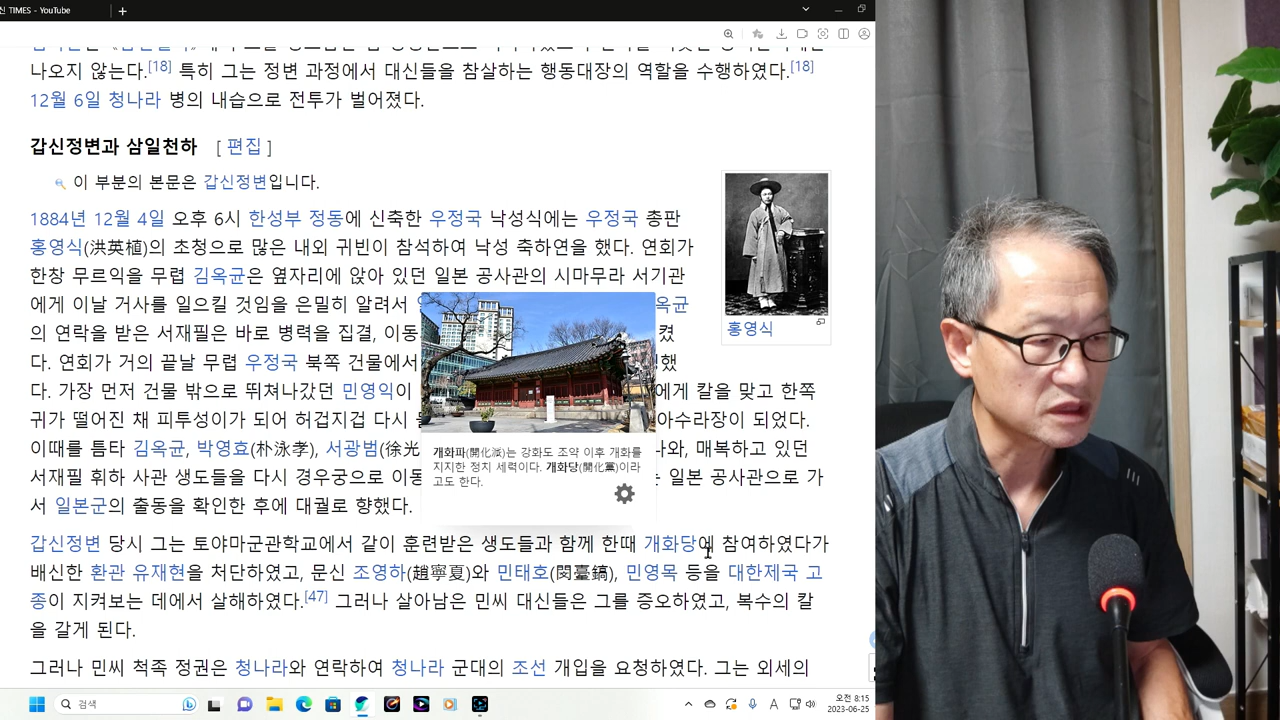 신 TIMES - YouTube
나오지 않는다.[18] 특히 그는 정변 과정에서 대신들을 참살하는 행동대장의 역할을 수행하였다.[18]
12월 6일 청나라 병의 내습으로 전투가 벌어졌다.
갑신정변과 삼일천하 [ 편집 ]
이 부분의 본문은 갑신정변입니다.
1884년 12월 4일 오후 6시 한성부 정동에 신축한 우정국 낙성식에는 우정국 총판
홍영식(洪英植)의 초청으로 많은 내외 귀빈이 참석하여 낙성 축하연을 했다. 연회가
한창 무르익을 무렵 김옥균은 옆자리에 앉아 있던 일본 공사관의 시마무라 서기관
에게 이날 거사를 일으킬 것임을 은밀히 알려서 옥균
의 연락을 받은 서재필은 바로 병력을 집결, 이동 켰
다. 연회가 거의 끝날 무렵 우정국 북쪽 건물에서 했
다. 가장 먼저 건물 밖으로 뛰쳐나갔던 민영익이 에게 칼을 맞고 한쪽
귀가 떨어진 채 피투성이가 되어 허겁지겁 다시 아수라장이 되었다.
이때를 틈타 김옥균, 박영효(朴泳孝), 서광범(徐光 나와, 매복하고 있던
서재필 휘하 사관 생도들을 다시 경우궁으로 이동 는 일본 공사관으로 가
서 일본군의 출동을 확인한 후에 대궐로 향했다.
홍영식
개화파(開化派)는 강화도 조약 이후 개화를
지지한 정치 세력이다. 개화당(開化黨)이라
고도 한다.
갑신정변 당시 그는 토야마군관학교에서 같이 훈련받은 생도들과 함께 한때 개화당에 참여하였다가
배신한 환관 유재현을 처단하였고, 문신 조영하(趙寧夏)와 민태호(閔臺鎬), 민영목 등을 대한제국 고
종이 지켜보는 데에서 살해하였다.[47] 그러나 살아남은 민씨 대신들은 그를 증오하였고, 복수의 칼
을 갈게 된다.
그러나 민씨 척족 정권은 청나라와 연락하여 청나라 군대의 조선 개입을 요청하였다. 그는 외세의
검색
A
오전 8:15
2023-06-25